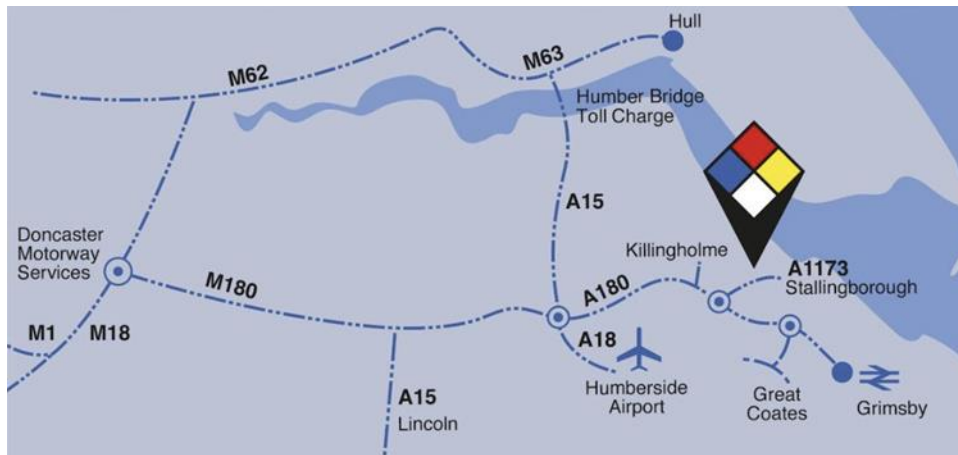 Hull
M62
M63
Humber Bridge
Toll Charge
A15
Doncaster
Motorway
Services
Killingholme
M180
A180
A1173
Stallingborough
M1
M18
A18
A15
Lincoln
Humberside
Airport
Great
Coates
Grimsby